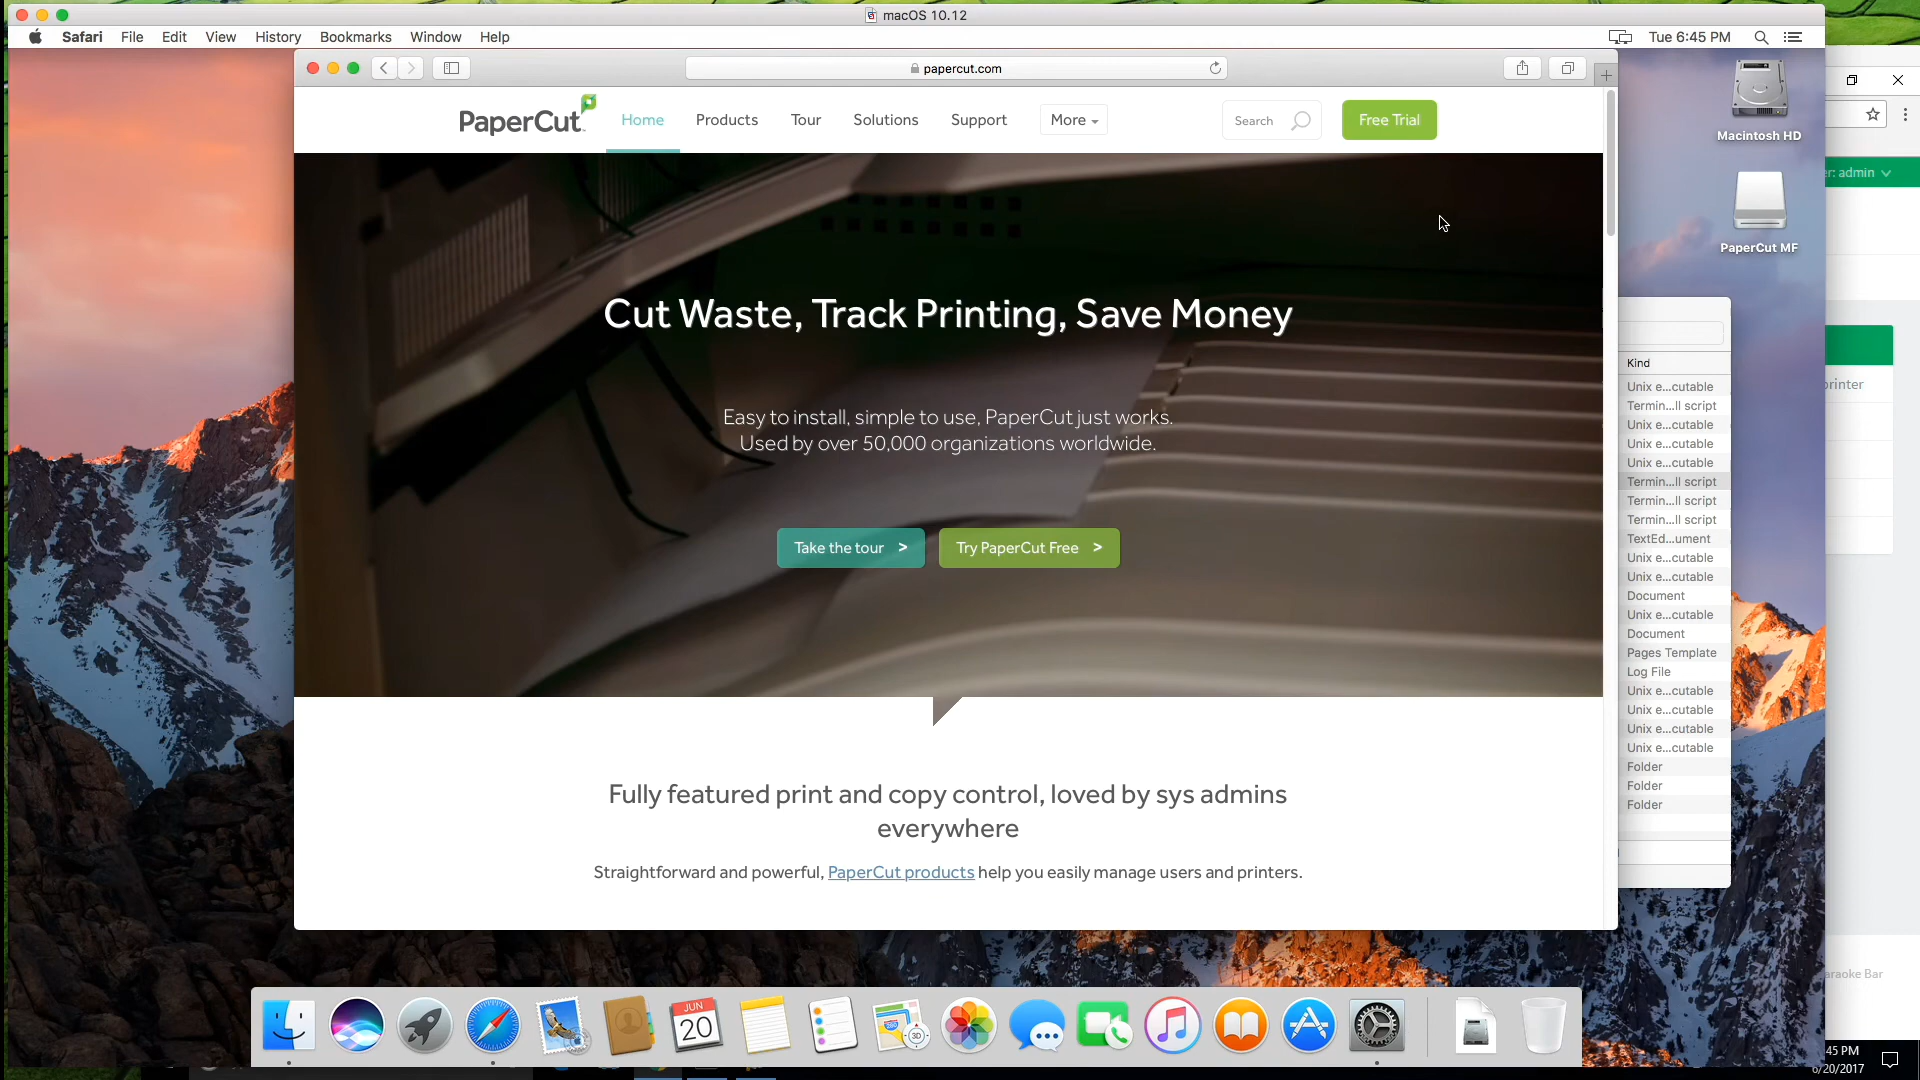 macOS 10.12
Safari File Edit View History Bookmarks Window Help
Tue 6:45 PM
papercut.com
PaperCut
Home Products Tour Solutions Support More
Search
Free Trial
Cut Waste, Track Printing, Save Money
Easy to install, simple to use, PaperCut just works.
Used by over 50,000 organizations worldwide.
Take the tour >
Try PaperCut Free >
Fully featured print and copy control, loved by sys admins
everywhere
Straightforward and powerful, PaperCut products help you easily manage users and printers.
Macintosh HD
PaperCut MF
er: admin
Kind
Unix e...cutable
Termin...ll script
Unix e...cutable
Unix e...cutable
Unix e...cutable
Termin...ll script
Termin...ll script
Termin...ll script
TextEd...ument
Unix e...cutable
Unix e...cutable
Document
Unix e...cutable
Document
Pages Template
Log File
Unix e...cutable
Unix e...cutable
Unix e...cutable
Unix e...cutable
Folder
Folder
Folder
printer
araoke Bar
JUN
20
3D
45 PM
6/20/2017